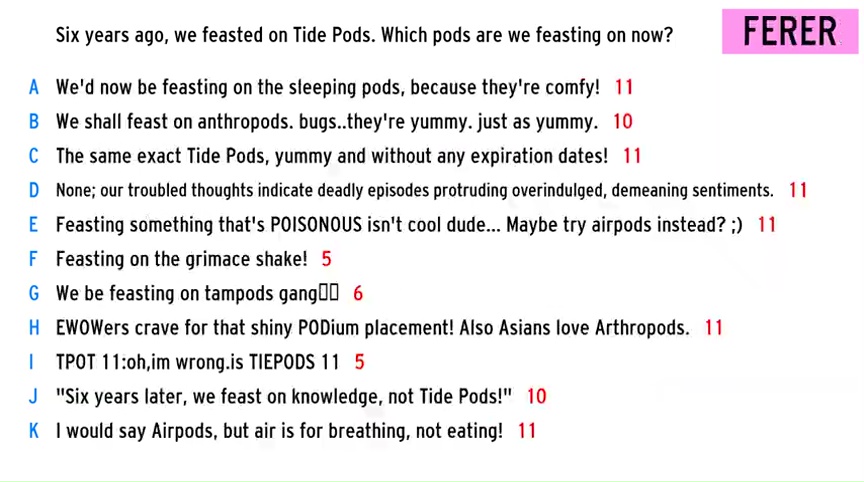 Six years ago, we feasted on Tide Pods. Which pods are we feasting on now?
FERER
A We'd now be feasting on the sleeping pods, because they're comfy! 11
B We shall feast on anthropods. bugs..they're yummy. just as yummy. 10
C The same exact Tide Pods, yummy and without any expiration dates! 11
D None; our troubled thoughts indicate deadly episodes protruding overindulged, demeaning sentiments. 11
E Feasting something that's POISONOUS isn't cool dude... Maybe try airpods instead? ;) 11
F Feasting on the grimace shake! 5
G We be feasting on tampods gang▯▯ 6
H EWOWers crave for that shiny PODium placement! Also Asians love Arthropods. 11
I TPOT 11:oh,im wrong.is TIEPODS 11 5
J "Six years later, we feast on knowledge, not Tide Pods!" 10
K I would say Airpods, but air is for breathing, not eating! 11